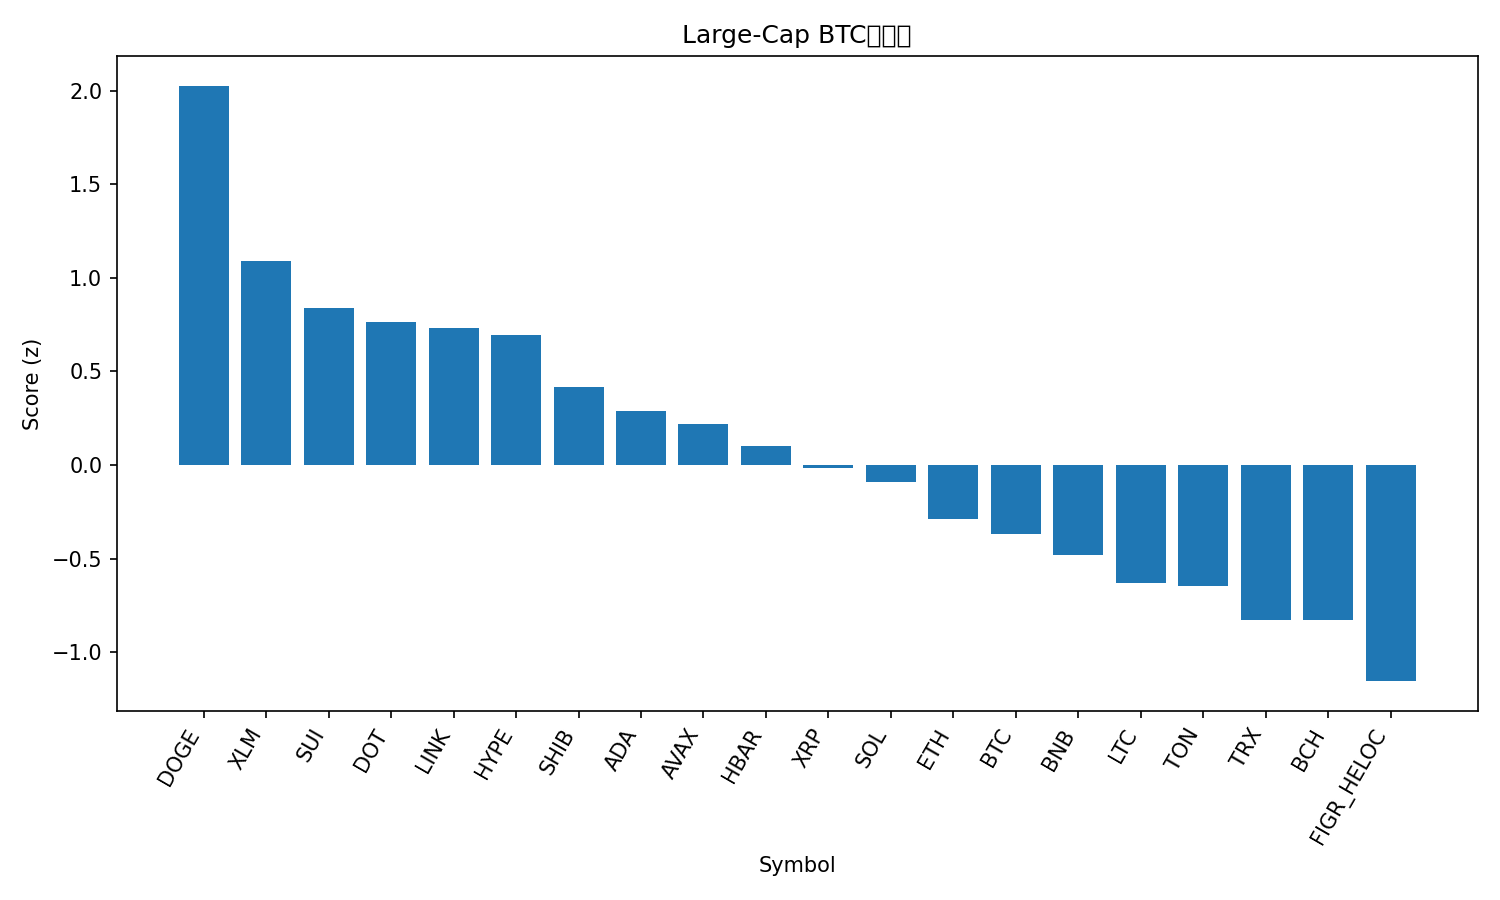 Large-Cap BTC
Score (z)
2.0
1.5
1.0
0.5
0.0
−0.5
−1.0
DOGE
XLM
SUI
DOT
LINK
HYPE
SHIB
ADA
AVAX
HBAR
XRP
SOL
ETH
BTC
BNB
LTC
TON
TRX
BCH
FIGR_HELOC
Symbol